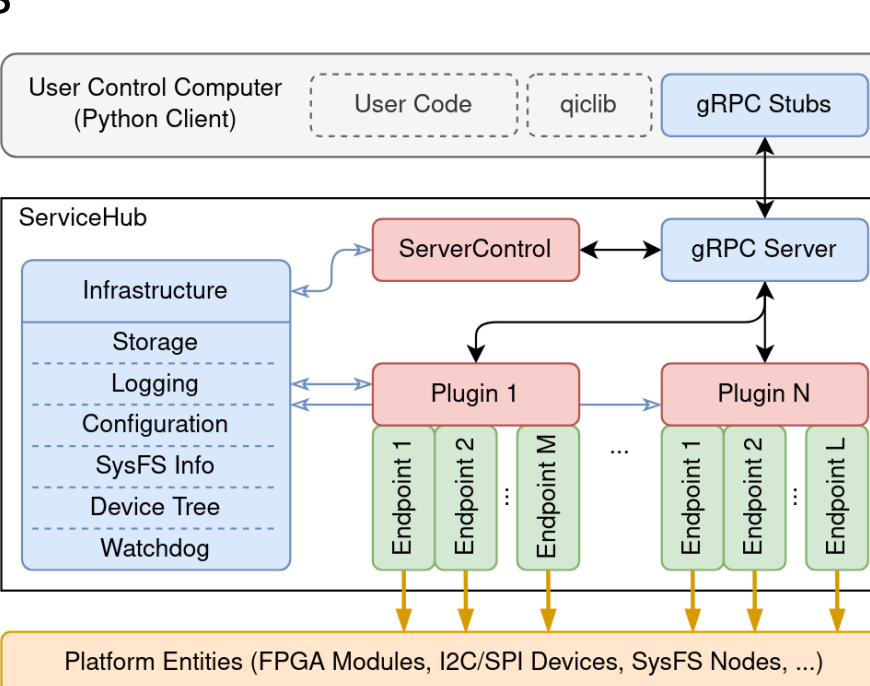 User Control Computer
(Python Client)
User Code
qiclib
gRPC Stubs
ServiceHub
ServerControl
gRPC Server
Infrastructure
Storage
Logging
Configuration
SysFS Info
Device Tree
Watchdog
Plugin 1
Plugin N
Endpoint 1
Endpoint 2
...
Endpoint M
...
Endpoint 1
Endpoint 2
...
Endpoint L
Platform Entities (FPGA Modules, I2C/SPI Devices, SysFS Nodes, ...)